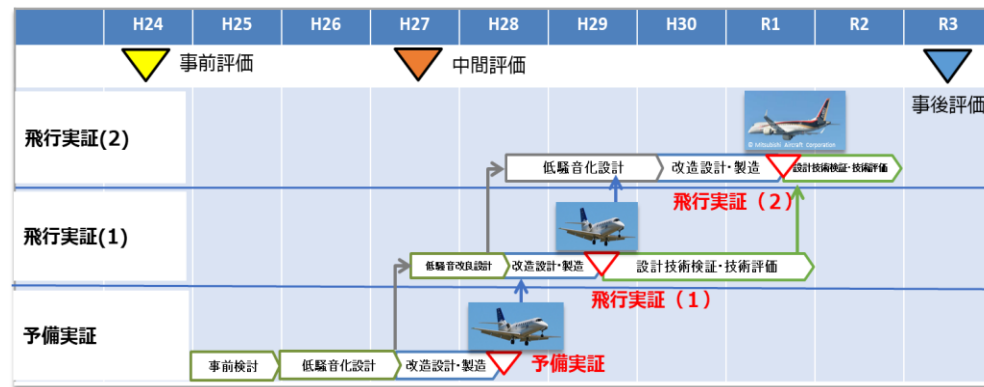 H24 H25 H26 H27 H28 H29 H30 R1 R2 R3
事前評価 中間評価
事後評価
飛行実証(2)
© Mitsubishi Aircraft Corporation
低騒音化設計 改造設計・製造 設計技術検証・技術評価
飛行実証（２）
飛行実証(1)
低騒音改良設計 改造設計・製造 設計技術検証・技術評価
飛行実証（１）
予備実証
事前検討 低騒音化設計 改造設計・製造 予備実証